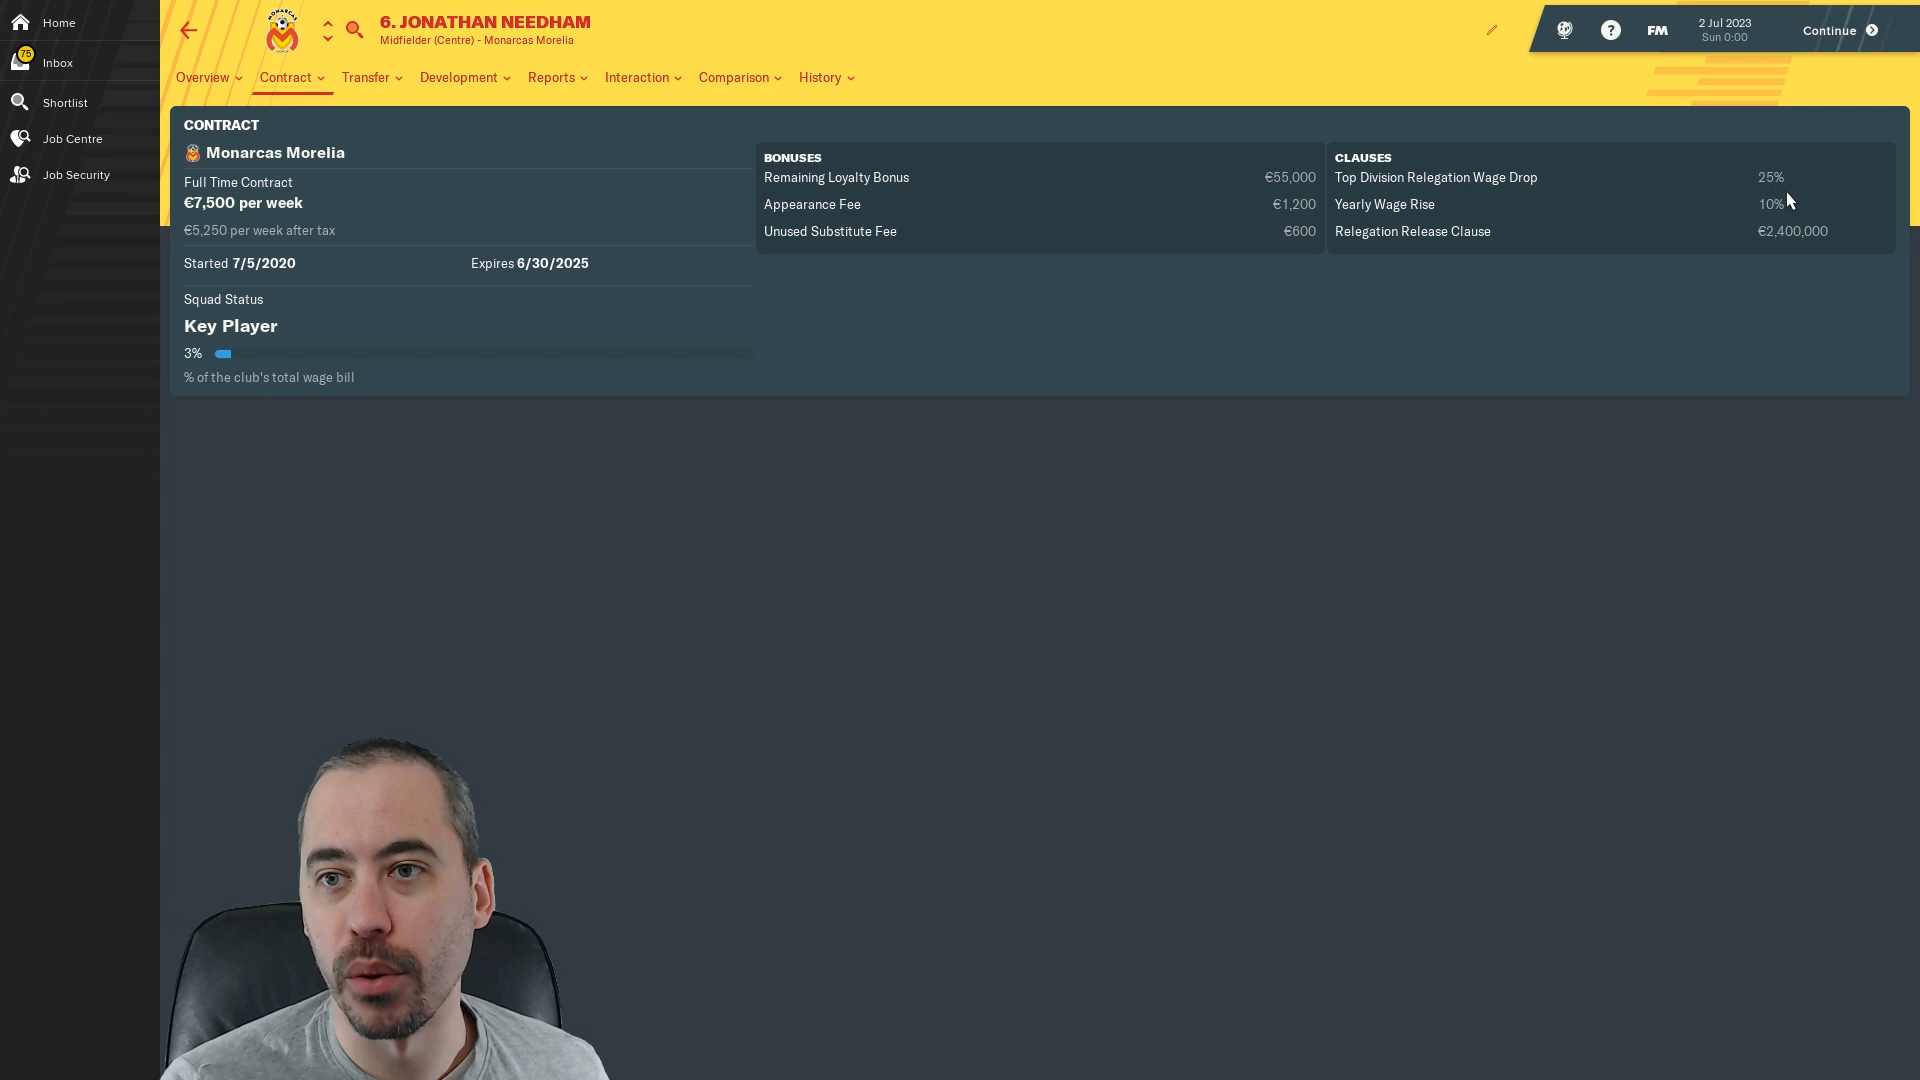 Home
75
Inbox
Shortlist
Job Centre
Job Security
MONARCAS
6. JONATHAN NEEDHAM
Midfielder (Centre) - Monarcas Morelia
?
FM
2 Jul 2023
Sun 0:00
Continue
Overview
Contract
Transfer
Development
Reports
Interaction
Comparison
History
CONTRACT
Monarcas Morelia
Full Time Contract
€7,500 per week
€5,250 per week after tax
Started 7/5/2020
Expires 6/30/2025
Squad Status
Key Player
3%
% of the club's total wage bill
BONUSES
Remaining Loyalty Bonus €55,000
Appearance Fee €1,200
Unused Substitute Fee €600
CLAUSES
Top Division Relegation Wage Drop 25%
Yearly Wage Rise 10%
Relegation Release Clause €2,400,000